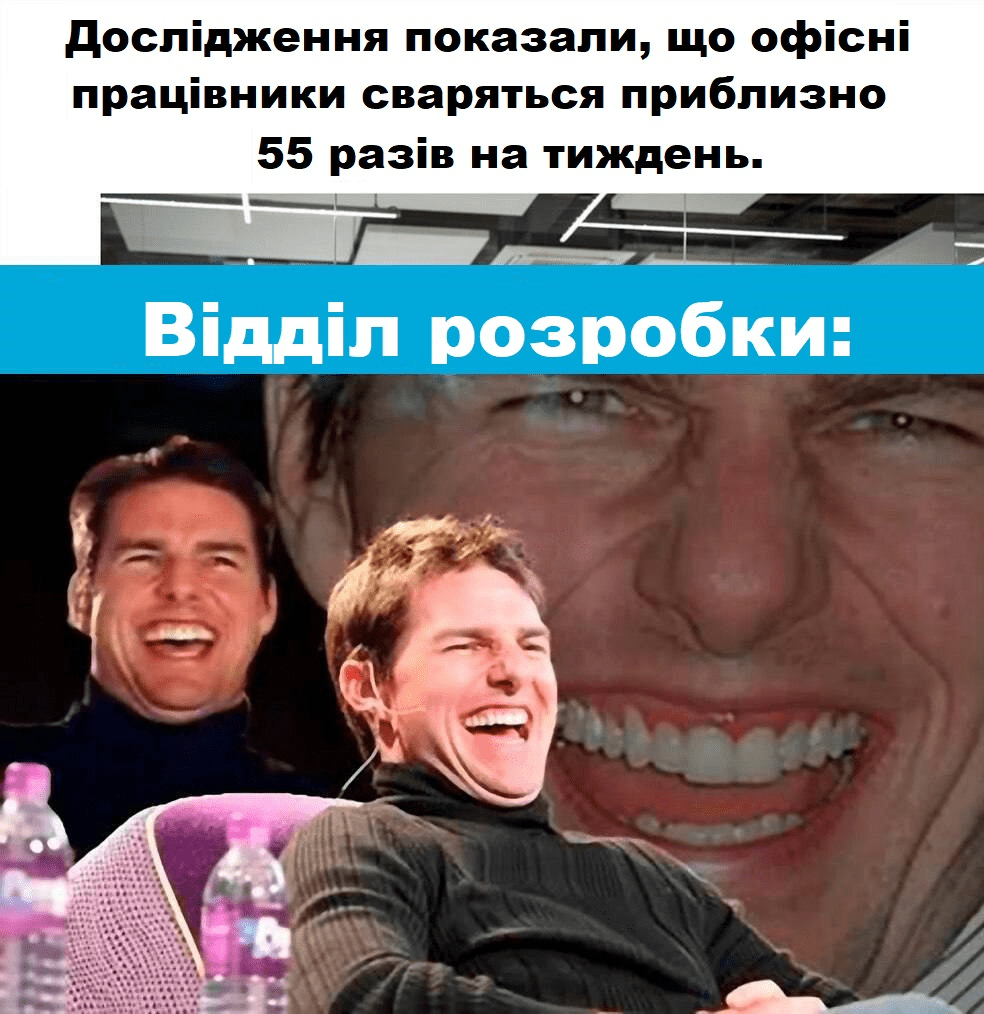 Дослідження показали, що офісні
працівники сваряться приблизно
55 разів на тиждень.
Відділ розробки: